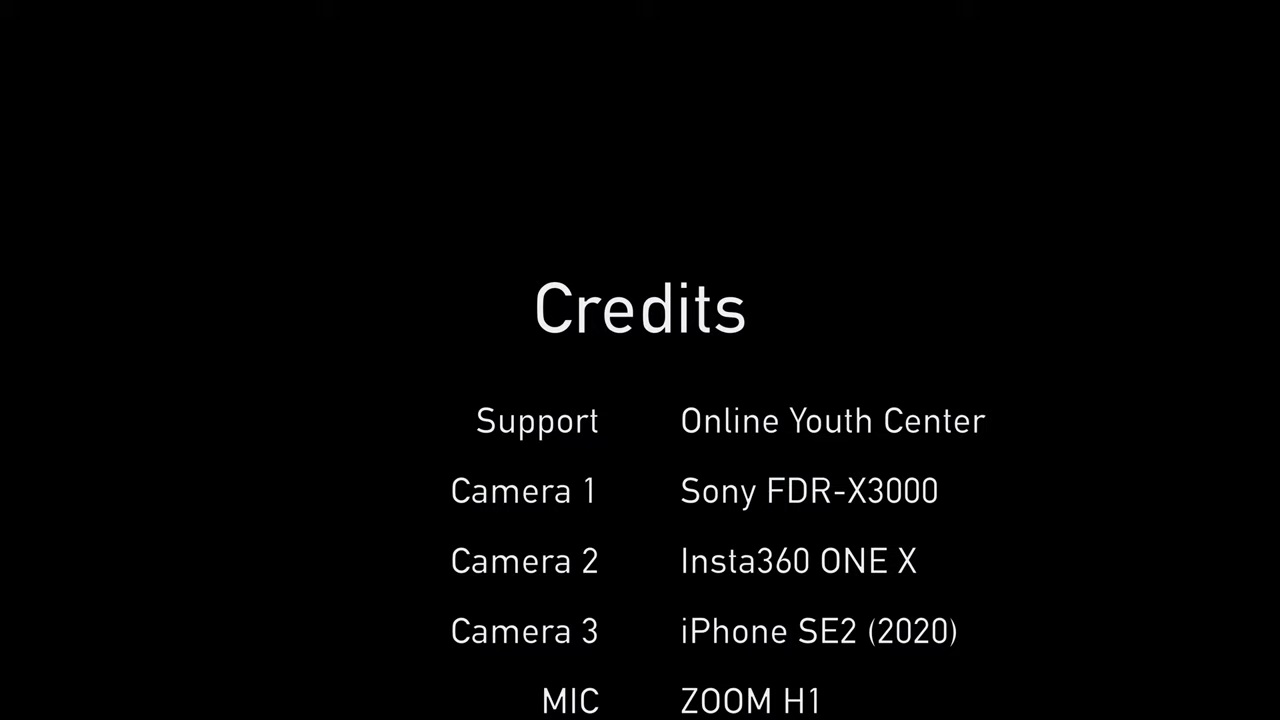 Credits
Support Online Youth Center
Camera 1 Sony FDR-X3000
Camera 2 Insta360 ONE X
Camera 3 iPhone SE2 (2020)
MIC ZOOM H1